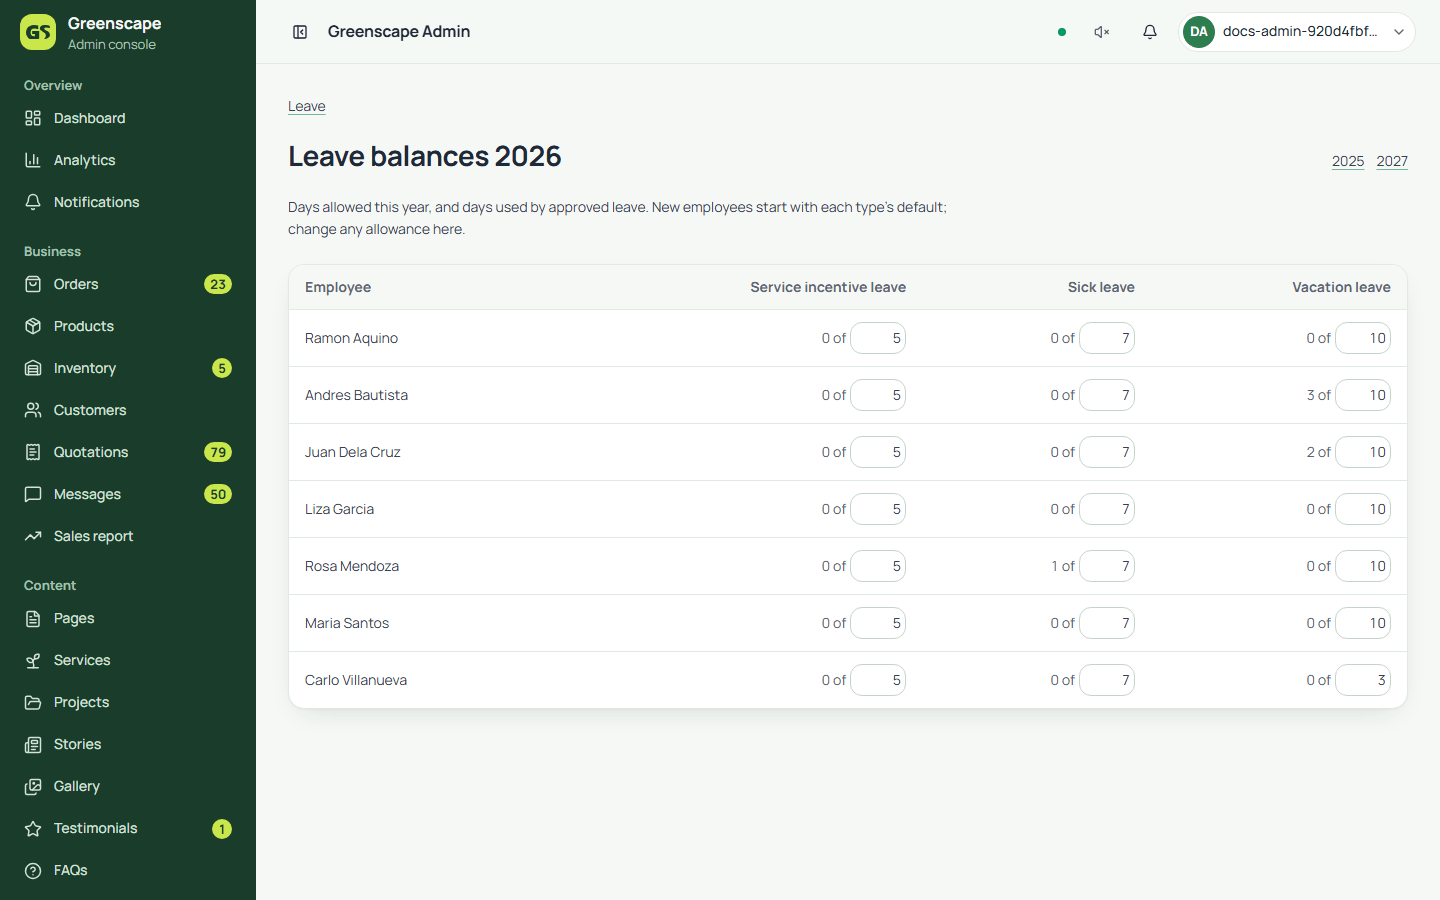 GS
Greenscape
Admin console
Overview
Dashboard
Analytics
Notifications
Business
Orders 23
Products
Inventory 5
Customers
Quotations 79
Messages 50
Sales report
Content
Pages
Services
Projects
Stories
Gallery
Testimonials 1
FAQs
Greenscape Admin
DA docs-admin-920d4fbf...
Leave
Leave balances 2026
2025 2027
Days allowed this year, and days used by approved leave. New employees start with each type's default;
change any allowance here.
Employee Service incentive leave Sick leave Vacation leave
Ramon Aquino 0 of 5 0 of 7 0 of 10
Andres Bautista 0 of 5 0 of 7 3 of 10
Juan Dela Cruz 0 of 5 0 of 7 2 of 10
Liza Garcia 0 of 5 0 of 7 0 of 10
Rosa Mendoza 0 of 5 1 of 7 0 of 10
Maria Santos 0 of 5 0 of 7 0 of 10
Carlo Villanueva 0 of 5 0 of 7 0 of 3